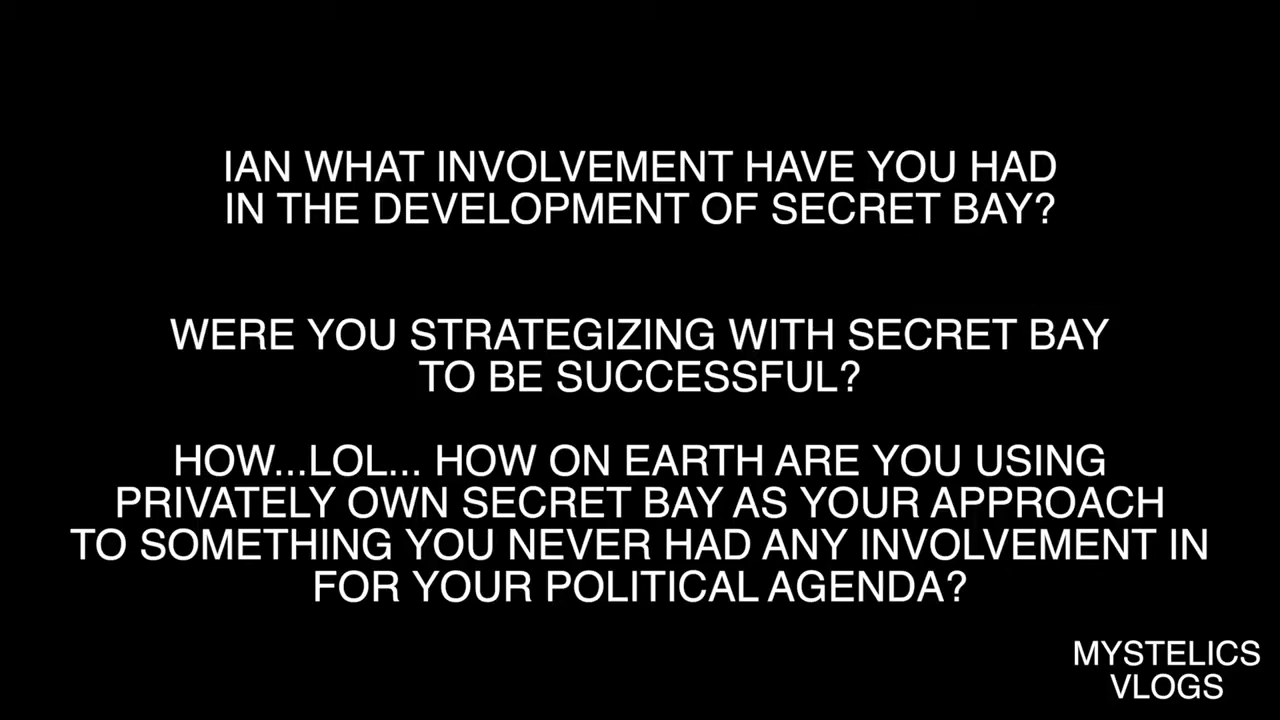 IAN WHAT INVOLVEMENT HAVE YOU HAD
IN THE DEVELOPMENT OF SECRET BAY?
WERE YOU STRATEGIZING WITH SECRET BAY
TO BE SUCCESSFUL?
HOW...LOL... HOW ON EARTH ARE YOU USING
PRIVATELY OWN SECRET BAY AS YOUR APPROACH
TO SOMETHING YOU NEVER HAD ANY INVOLVEMENT IN
FOR YOUR POLITICAL AGENDA?
MYSTELICS
VLOGS